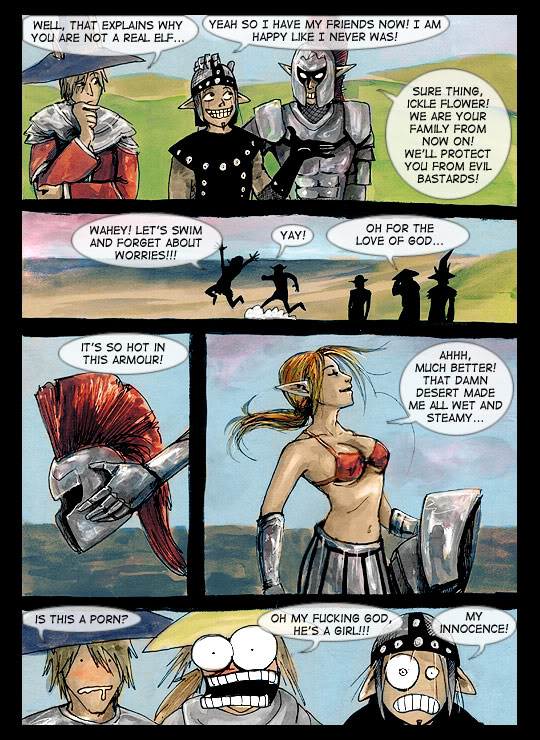 WELL, THAT EXPLAINS WHY
YOU ARE NOT A REAL ELF...
YEAH SO I HAVE MY FRIENDS NOW! I AM
HAPPY LIKE I NEVER WAS!
SURE THING,
ICKLE FLOWER!
WE ARE YOUR
FAMILY FROM
NOW ON!
WE'LL PROTECT
YOU FROM EVIL
BASTARDS!
WAHEY! LET'S SWIM
AND FORGET ABOUT
WORRIES!!!
YAY!
OH FOR THE
LOVE OF GOD...
IT'S SO HOT IN
THIS ARMOUR!
AHHH,
MUCH BETTER!
THAT DAMN
DESERT MADE
ME ALL WET AND
STEAMY...
IS THIS A PORN?
OH MY FUCKING GOD,
HE'S A GIRL!!!
MY
INNOCENCE!